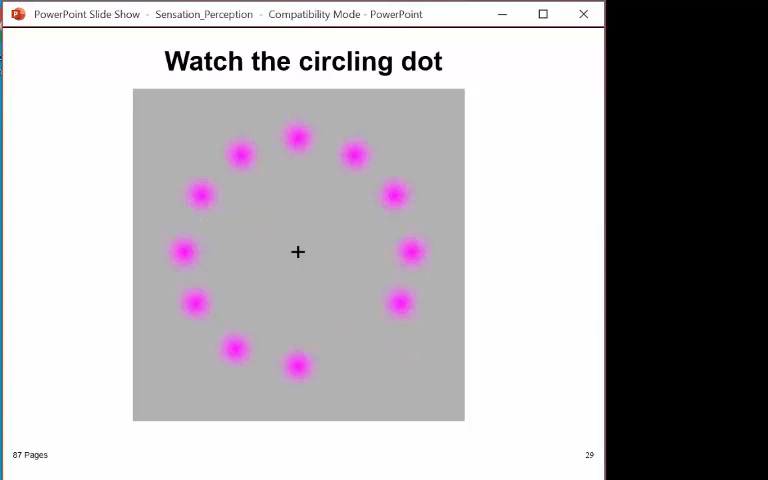 PowerPoint Slide Show - Sensation_Perception - Compatibility Mode - PowerPoint
Watch the circling dot
+
87 Pages
29